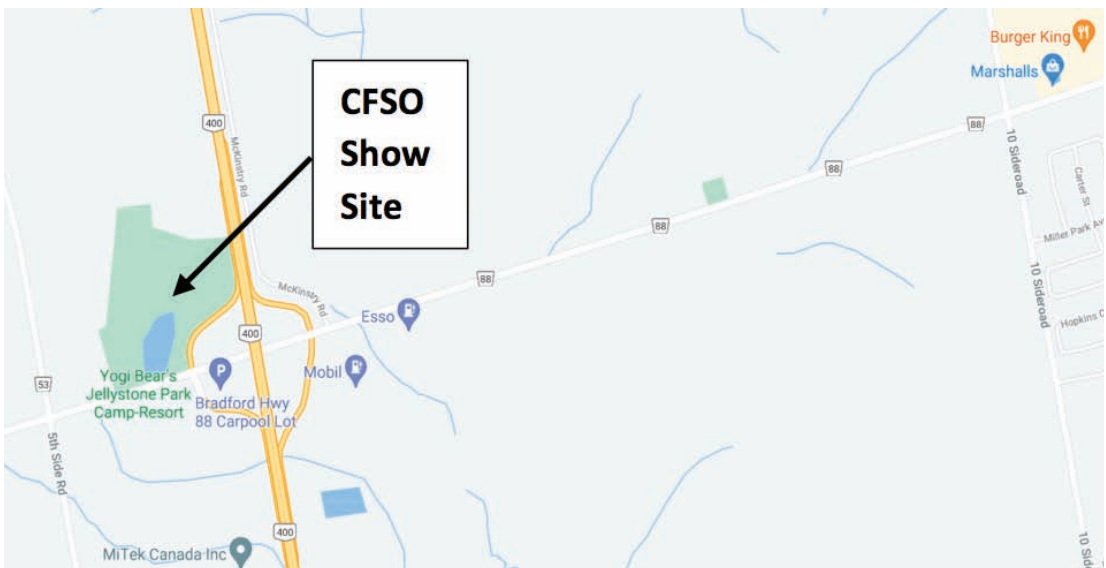 Burger King
Marshalls
CFSO
Show
Site
400
McKinstry Rd
88
88
88
88
10 Sideroad
Carter St
Miller Park Av
10 Sideroad
Hopkins C
McKinstry Rd
400
Esso
Mobil
Yogi Bear's
Jellystone Park
Camp-Resort
P
Bradford Hwy
88 Carpool Lot
53
5th Side Rd
400
MiTek Canada Inc
10 Sideroad